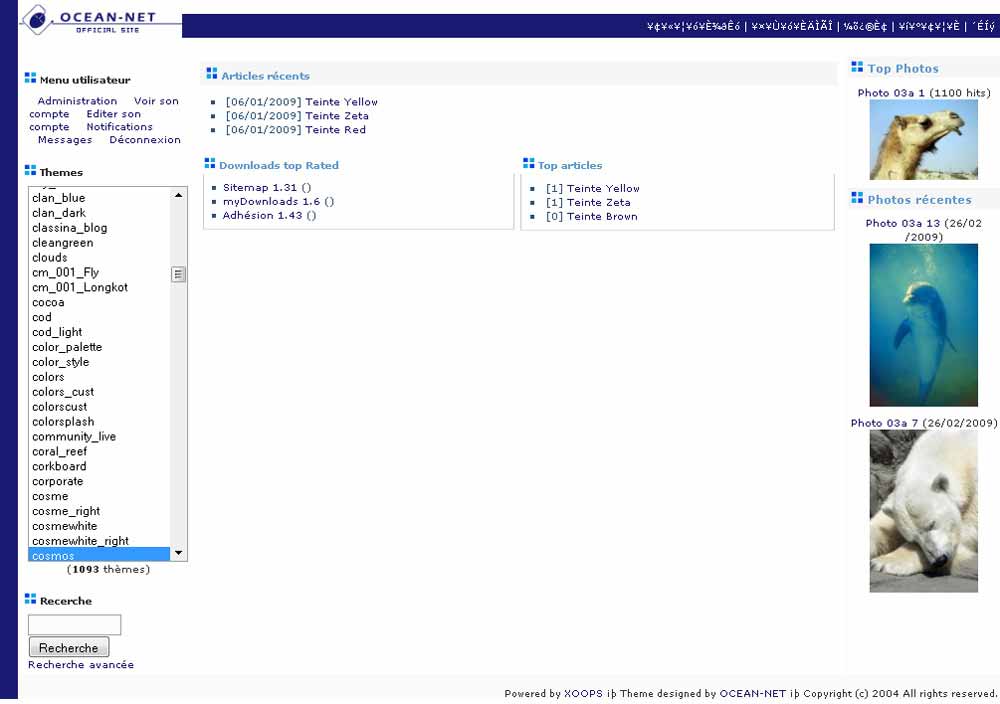 OCEAN-NET
OFFICIAL SITE
¥¢¥«¥¦¥ó¥È¾ðÊó | ¥×¥Ù¥ó¥ÈÄÌÃÎ | ¼õ¿®È¢ | ¥í¥°¥¢¥¦¥È | ´ÉÍý
Menu utilisateur
Administration Voir son
compte Editer son
compte Notifications
Messages Déconnexion
Themes
clan_blue
clan_dark
classina_blog
cleangreen
clouds
cm_001_Fly
cm_001_Longkot
cocoa
cod
cod_light
color_palette
color_style
colors
colors_cust
colorscust
colorsplash
community_live
coral_reef
corkboard
corporate
cosme
cosme_right
cosmewhite
cosmewhite_right
cosmos
(1093 thèmes)
Recerche
Recherche
Recherche avancée
Articles récents
[06/01/2009] Teinte Yellow
[06/01/2009] Teinte Zeta
[06/01/2009] Teinte Red
Downloads top Rated
Sitemap 1.31 ()
myDownloads 1.6 ()
Adhésion 1.43 ()
Top articles
[1] Teinte Yellow
[1] Teinte Zeta
[0] Teinte Brown
Top Photos
Photo 03a 1 (1100 hits)
Photos récentes
Photo 03a 13 (26/02
/2009)
Photo 03a 7 (26/02/2009)
Powered by XOOPS iþ Theme designed by OCEAN-NET iþ Copyright (c) 2004 All rights reserved.